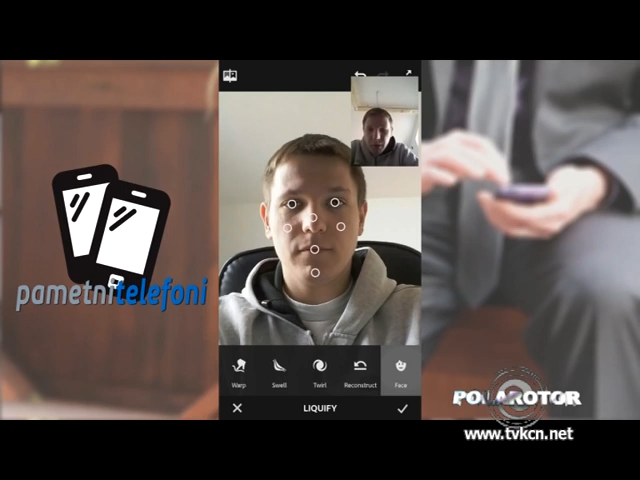 pametnitelefoni
Warp
Swell
Twirl
Reconstruct
Face
LIQUIFY
POLAROTOR
www.tvkcn.net